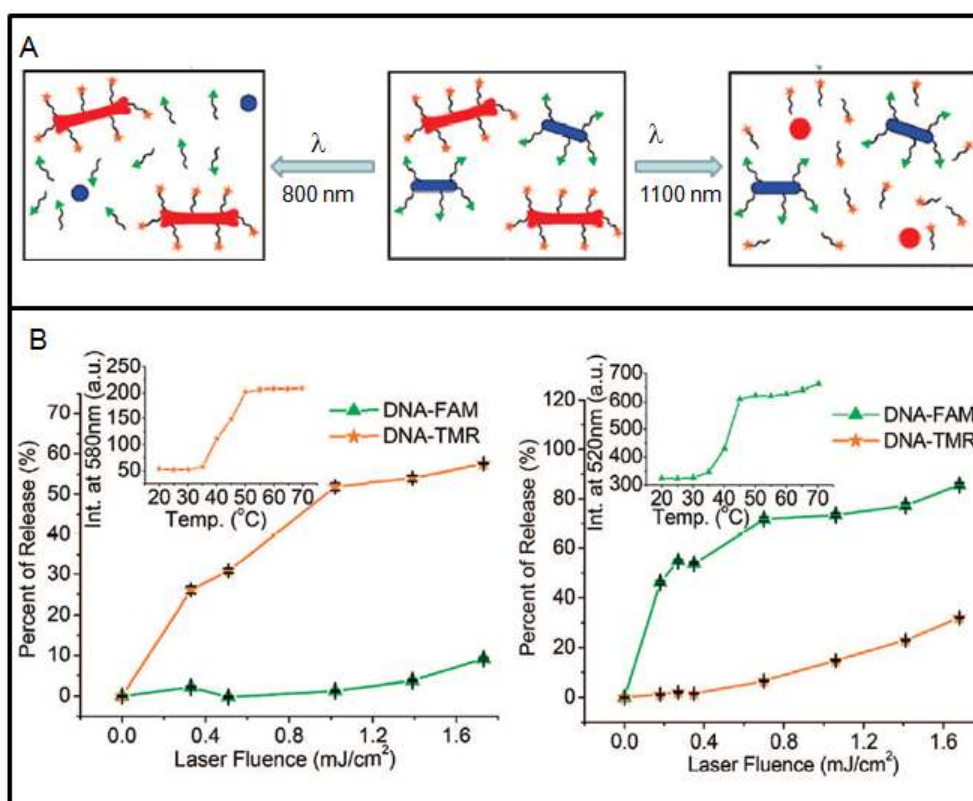 A
λ
800 nm
λ
1100 nm
B
250
200
150
100
50
Int. at 580nm (a.u.)
20 30 40 50 60 70
Temp. (°C)
DNA-FAM
DNA-TMR
70
60
50
40
30
20
10
0
Percent of Release (%)
0.0 0.4 0.8 1.2 1.6
Laser Fluence (mJ/cm²)
700
600
500
400
300
Int. at 520nm (a.u.)
20 30 40 50 60 70
Temp. (°C)
DNA-FAM
DNA-TMR
120
100
80
60
40
20
0
Percent of Release (%)
0.0 0.4 0.8 1.2 1.6
Laser Fluence (mJ/cm²)